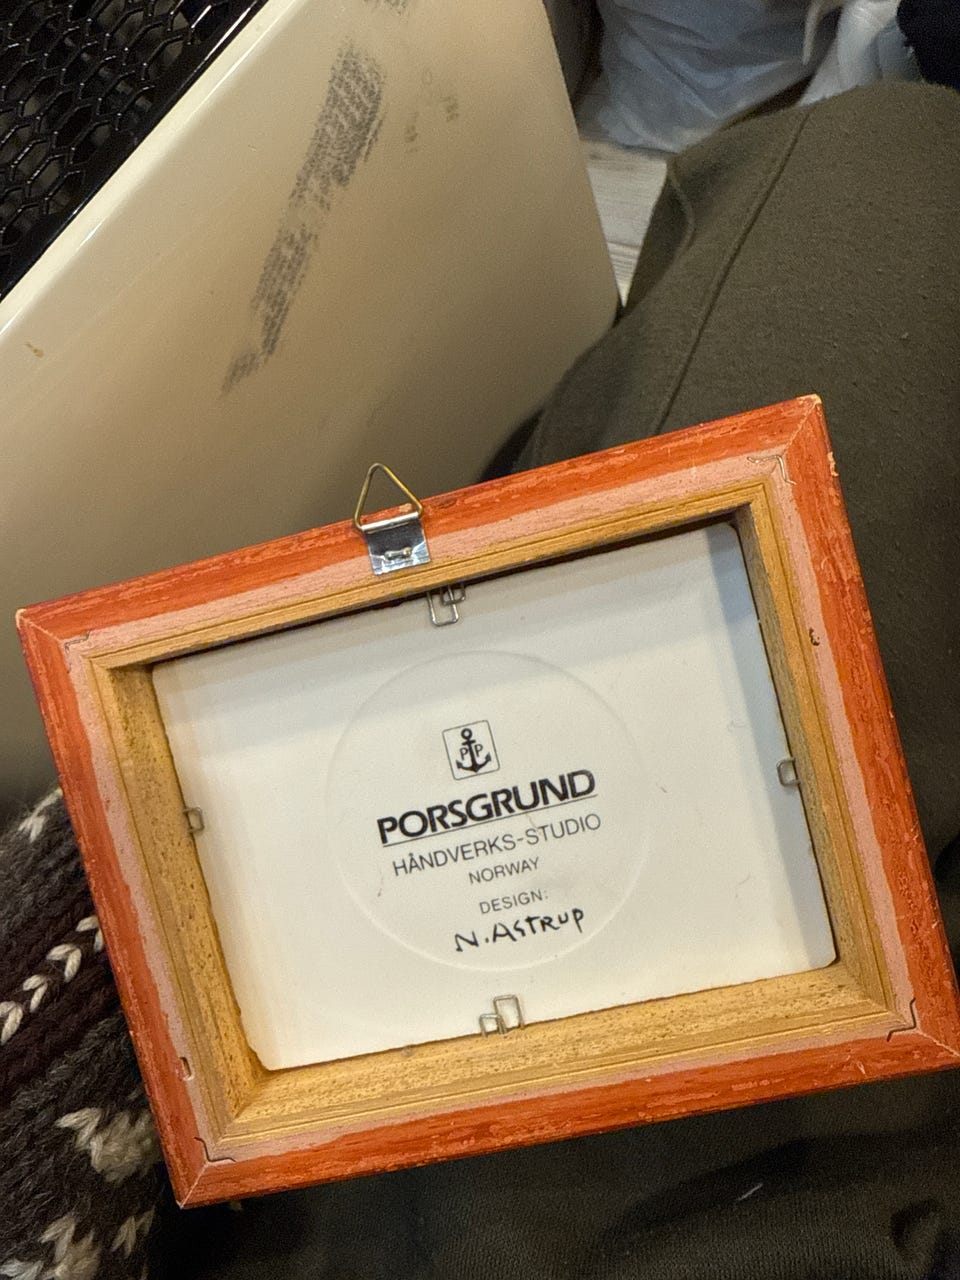 P P
PORSGRUND
HÅNDVERKS-STUDIO
NORWAY
DESIGN:
N. ASTRUP